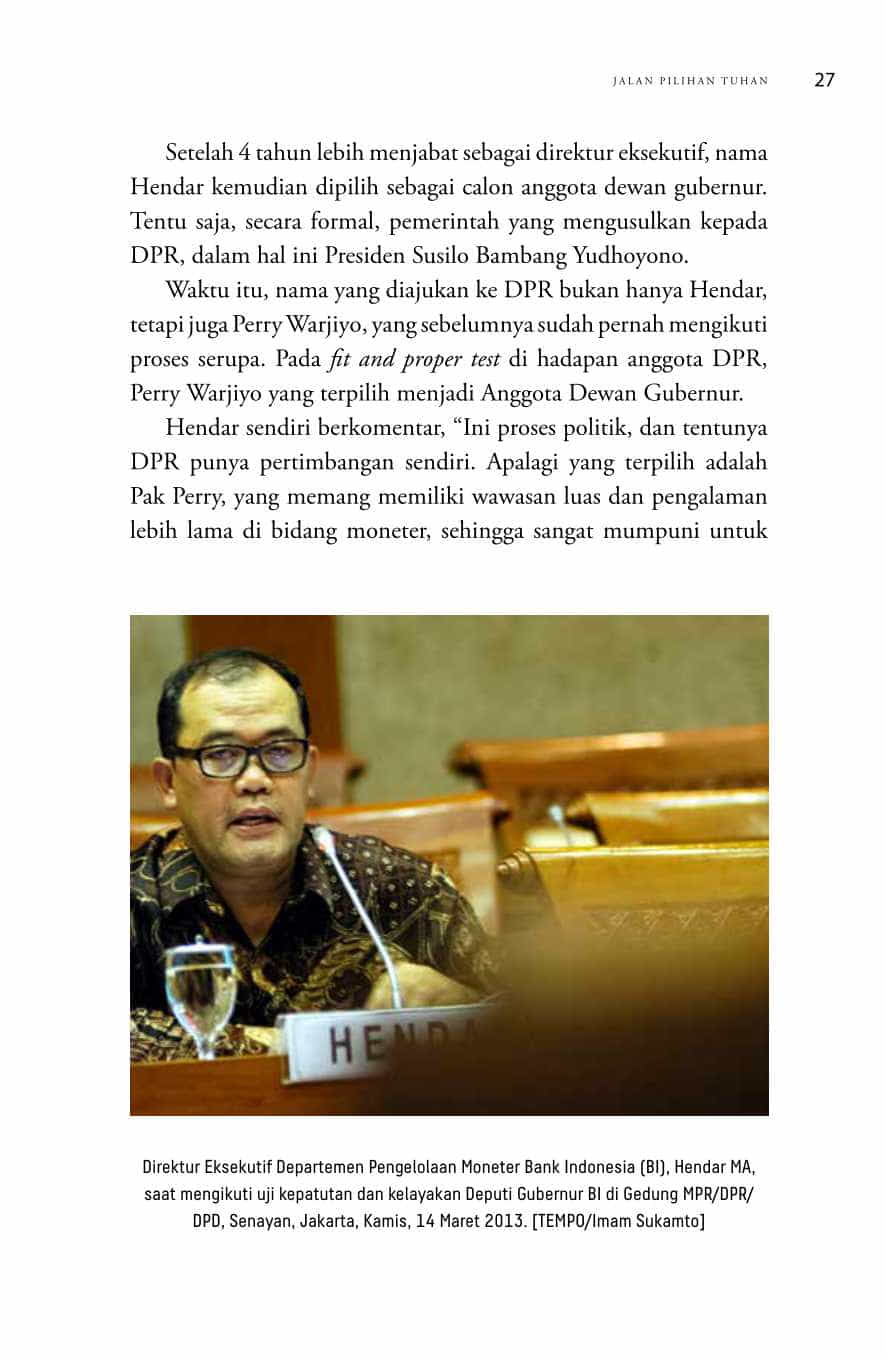 JALAN PILIHAN TUHAN 27
Setelah 4 tahun lebih menjabat sebagai direktur eksekutif, nama
Hendar kemudian dipilih sebagai calon anggota dewan gubernur.
Tentu saja, secara formal, pemerintah yang mengusulkan kepada
DPR, dalam hal ini Presiden Susilo Bambang Yudhoyono.
Waktu itu, nama yang diajukan ke DPR bukan hanya Hendar,
tetapi juga Perry Warjiyo, yang sebelumnya sudah pernah mengikuti
proses serupa. Pada fit and proper test di hadapan anggota DPR,
Perry Warjiyo yang terpilih menjadi Anggota Dewan Gubernur.
Hendar sendiri berkomentar, “Ini proses politik, dan tentunya
DPR punya pertimbangan sendiri. Apalagi yang terpilih adalah
Pak Perry, yang memang memiliki wawasan luas dan pengalaman
lebih lama di bidang moneter, sehingga sangat mumpuni untuk
HENDA
Direktur Eksekutif Departemen Pengelolaan Moneter Bank Indonesia (BI), Hendar MA,
saat mengikuti uji kepatutan dan kelayakan Deputi Gubernur BI di Gedung MPR/DPR/
DPD, Senayan, Jakarta, Kamis, 14 Maret 2013. [TEMPO/Imam Sukamto]